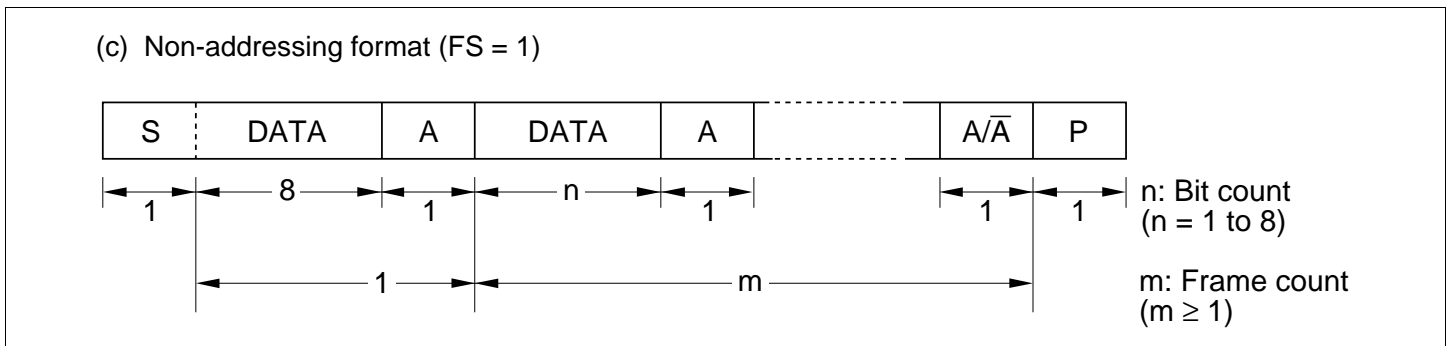 (c) Non-addressing format (FS = 1)
S DATA A DATA A A/A̅ P
1 8 1 n 1 1 1 n: Bit count
(n = 1 to 8)
1 m m: Frame count
(m ≥ 1)